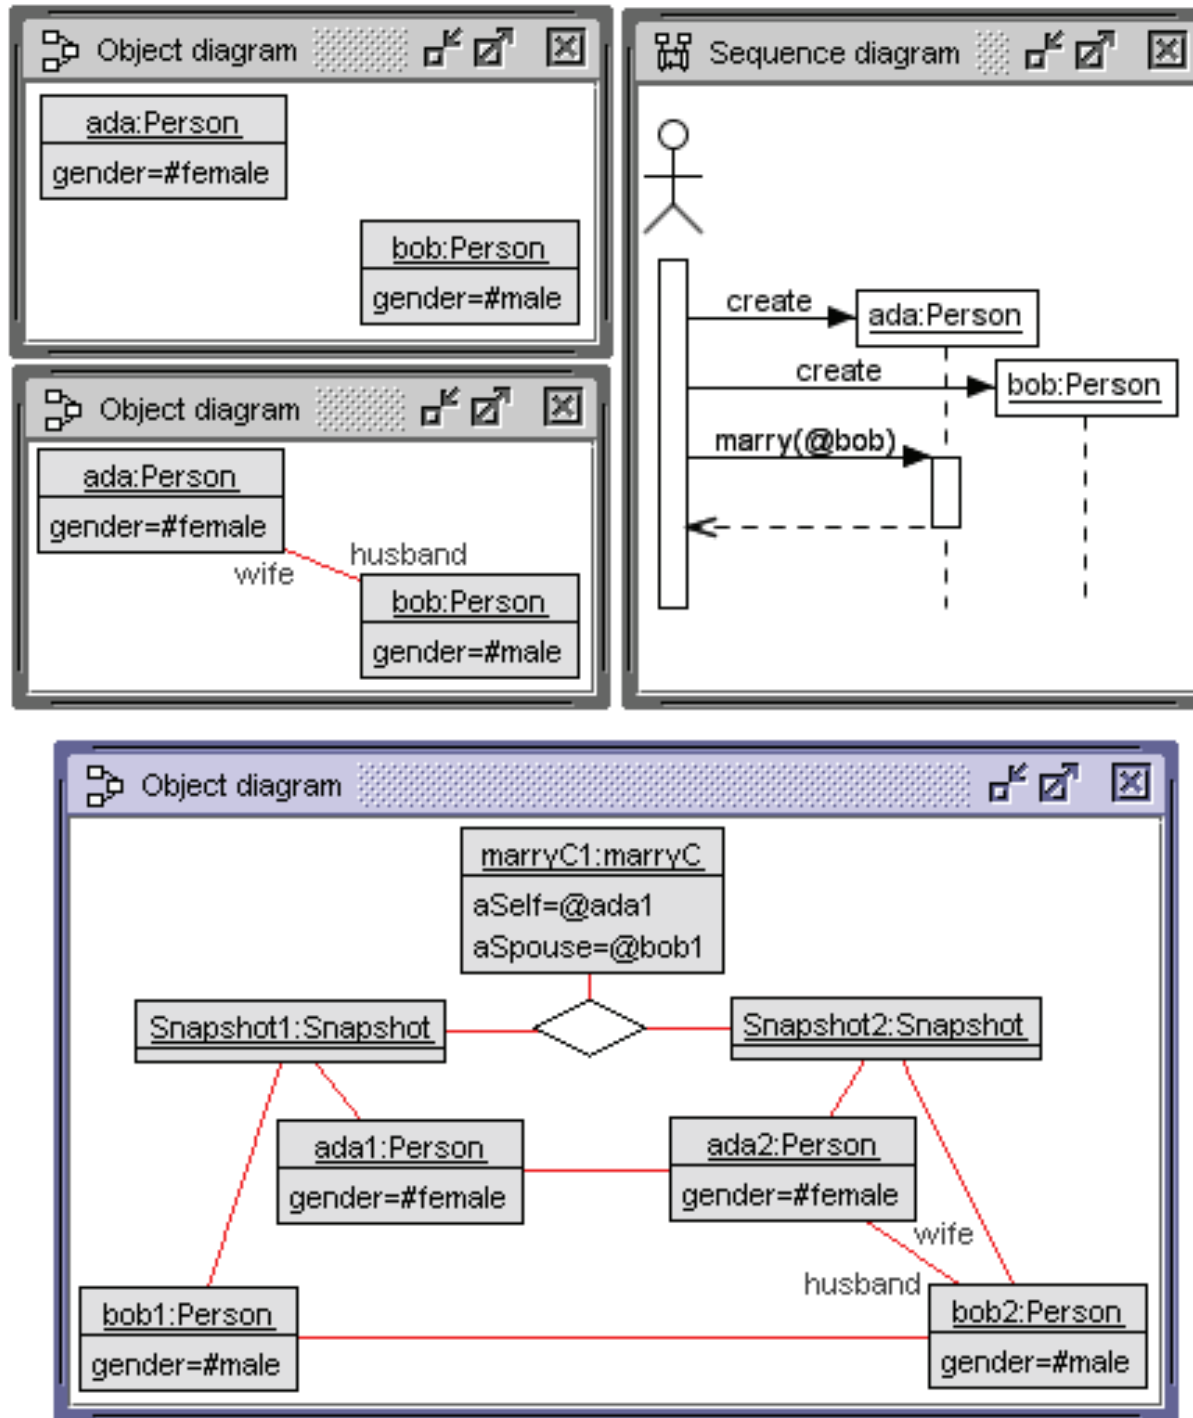 Object diagram
ada:Person
gender=#female
bob:Person
gender=#male
Object diagram
ada:Person
gender=#female
wife
husband
bob:Person
gender=#male
Sequence diagram
create
ada:Person
create
bob:Person
marry(@bob)
Object diagram
marryC1:marryC
aSelf=@ada1
aSpouse=@bob1
Snapshot1:Snapshot
Snapshot2:Snapshot
ada1:Person
gender=#female
ada2:Person
gender=#female
wife
husband
bob1:Person
gender=#male
bob2:Person
gender=#male